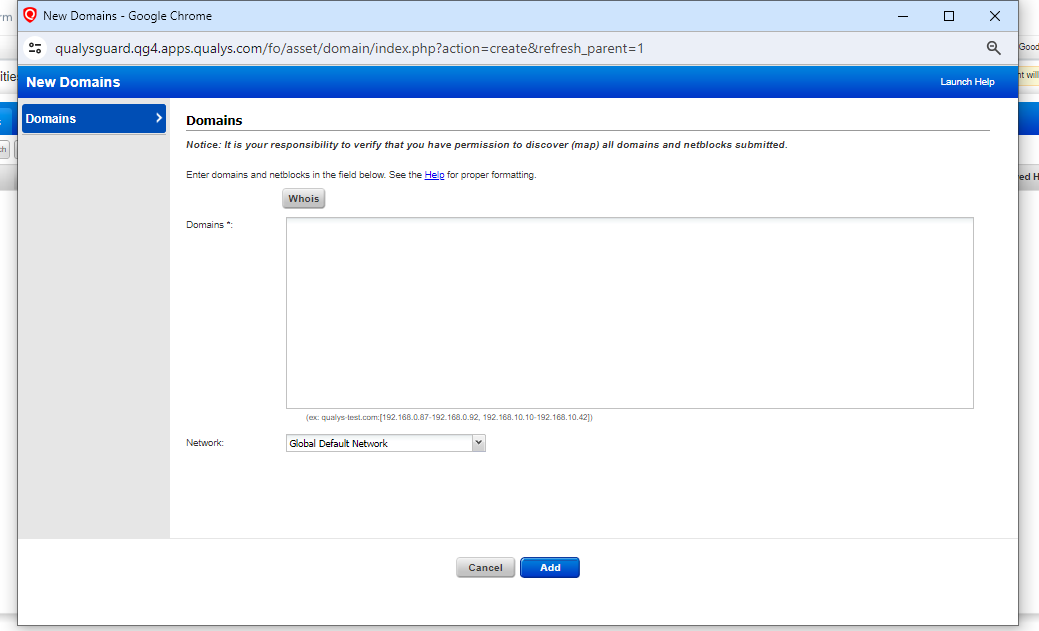 New Domains - Google Chrome
qualysguard.qg4.apps.qualys.com/fo/asset/domain/index.php?action=create&refresh_parent=1
New Domains
Launch Help
Domains
Domains
Notice: It is your responsibility to verify that you have permission to discover (map) all domains and netblocks submitted.
Enter domains and netblocks in the field below. See the Help for proper formatting.
Whois
Domains *:
(ex: qualys-test.com:[192.168.0.87-192.168.0.92, 192.168.10.10-192.168.10.42])
Network:
Global Default Network
Cancel
Add